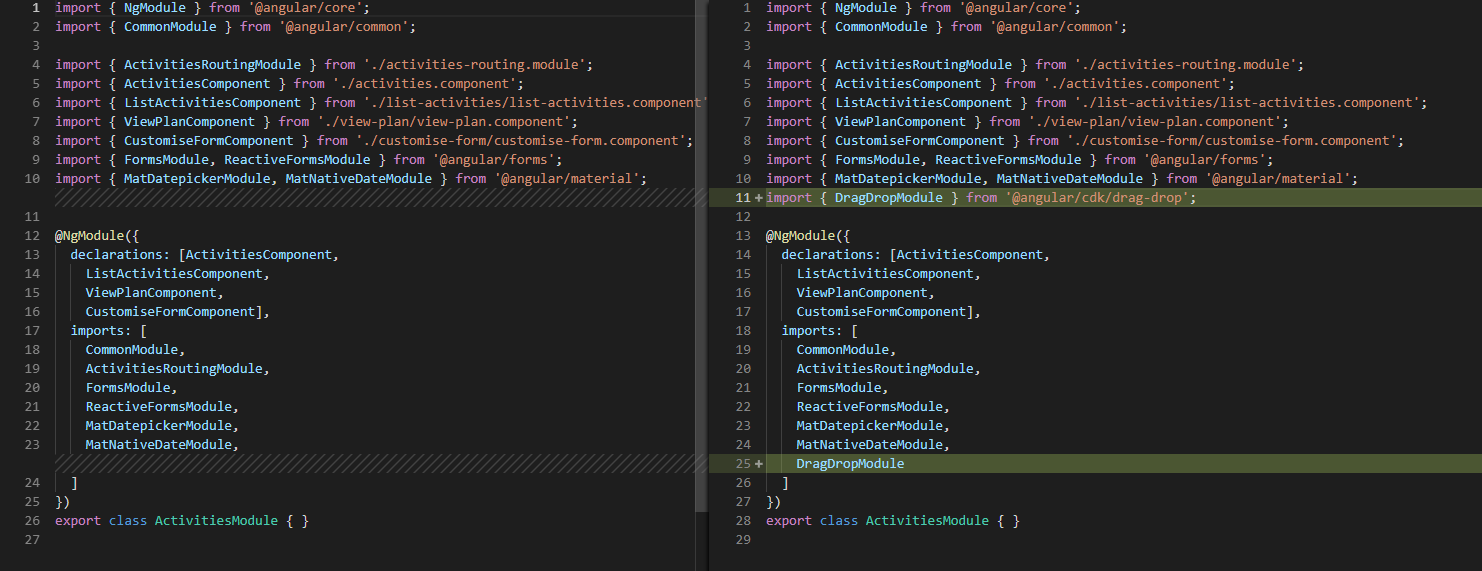 1 import { NgModule } from '@angular/core';
2 import { CommonModule } from '@angular/common';
3
4 import { ActivitiesRoutingModule } from './activities-routing.module';
5 import { ActivitiesComponent } from './activities.component';
6 import { ListActivitiesComponent } from './list-activities/list-activities.component'
7 import { ViewPlanComponent } from './view-plan/view-plan.component';
8 import { CustomiseFormComponent } from './customise-form/customise-form.component';
9 import { FormsModule, ReactiveFormsModule } from '@angular/forms';
10 import { MatDatepickerModule, MatNativeDateModule } from '@angular/material';
11
12 @NgModule({
13 declarations: [ActivitiesComponent,
14 ListActivitiesComponent,
15 ViewPlanComponent,
16 CustomiseFormComponent],
17 imports: [
18 CommonModule,
19 ActivitiesRoutingModule,
20 FormsModule,
21 ReactiveFormsModule,
22 MatDatepickerModule,
23 MatNativeDateModule,
24 ]
25 })
26 export class ActivitiesModule { }
27
1 import { NgModule } from '@angular/core';
2 import { CommonModule } from '@angular/common';
3
4 import { ActivitiesRoutingModule } from './activities-routing.module';
5 import { ActivitiesComponent } from './activities.component';
6 import { ListActivitiesComponent } from './list-activities/list-activities.component';
7 import { ViewPlanComponent } from './view-plan/view-plan.component';
8 import { CustomiseFormComponent } from './customise-form/customise-form.component';
9 import { FormsModule, ReactiveFormsModule } from '@angular/forms';
10 import { MatDatepickerModule, MatNativeDateModule } from '@angular/material';
11 + import { DragDropModule } from '@angular/cdk/drag-drop';
12
13 @NgModule({
14 declarations: [ActivitiesComponent,
15 ListActivitiesComponent,
16 ViewPlanComponent,
17 CustomiseFormComponent],
18 imports: [
19 CommonModule,
20 ActivitiesRoutingModule,
21 FormsModule,
22 ReactiveFormsModule,
23 MatDatepickerModule,
24 MatNativeDateModule,
25 + DragDropModule
26 ]
27 })
28 export class ActivitiesModule { }
29